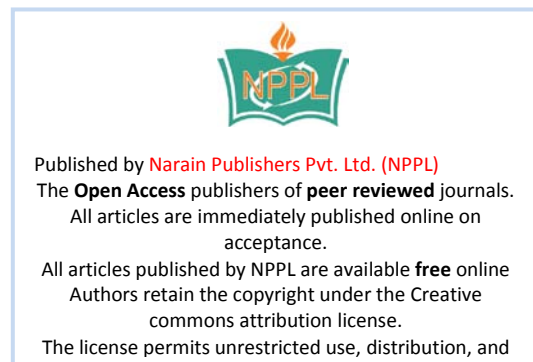 NPPL
Published by Narain Publishers Pvt. Ltd. (NPPL)
The Open Access publishers of peer reviewed journals.
All articles are immediately published online on
acceptance.
All articles published by NPPL are available free online
Authors retain the copyright under the Creative
commons attribution license.
The license permits unrestricted use, distribution, and